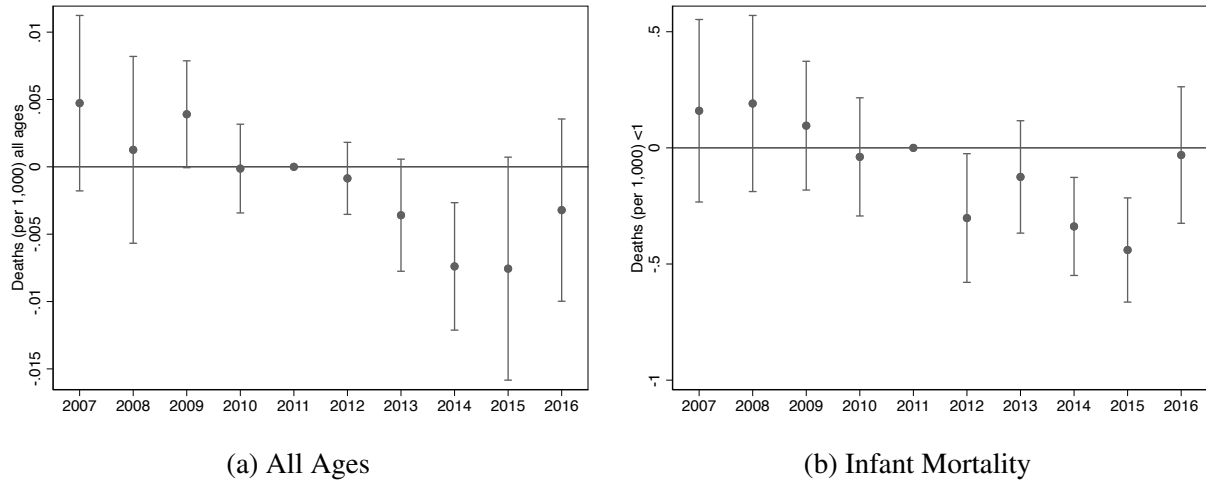 Deaths (per 1,000) all ages
.01
.005
0
-.005
-.01
-.015
2007 2008 2009 2010 2011 2012 2013 2014 2015 2016
(a) All Ages
Deaths (per 1,000) <1
.5
0
-.5
-1
2007 2008 2009 2010 2011 2012 2013 2014 2015 2016
(b) Infant Mortality